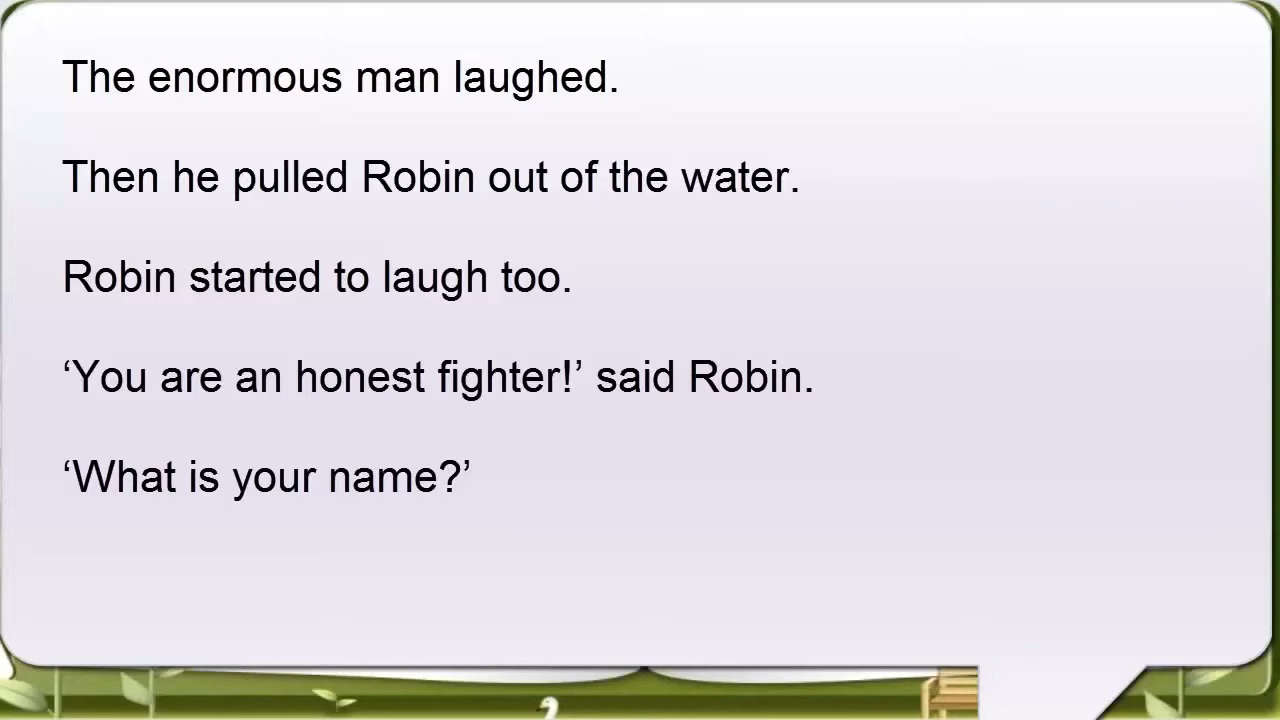 The enormous man laughed.
Then he pulled Robin out of the water.
Robin started to laugh too.
‘You are an honest fighter!’ said Robin.
‘What is your name?’